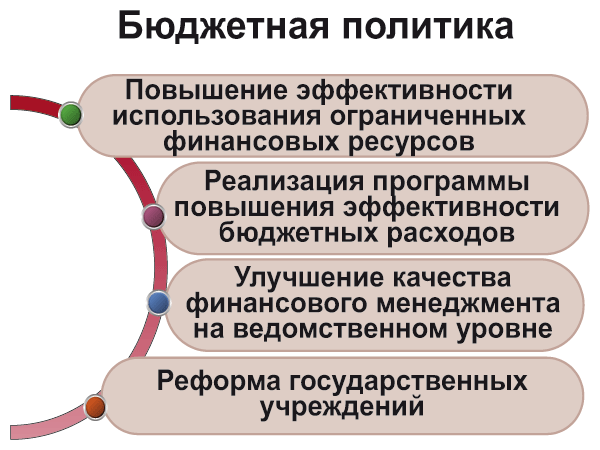 Бюджетная политика
Повышение эффективности
использования ограниченных
финансовых ресурсов
Реализация программы
повышения эффективности
бюджетных расходов
Улучшение качества
финансового менеджмента
на ведомственном уровне
Реформа государственных
учреждений